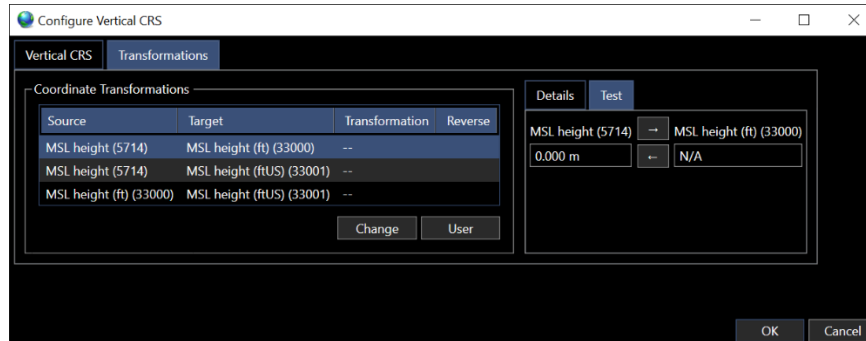 Configure Vertical CRS
Vertical CRS Transformations
Coordinate Transformations
Source Target Transformation Reverse
MSL height (5714) MSL height (ft) (33000) --
MSL height (5714) MSL height (ftUS) (33001) --
MSL height (ft) (33000) MSL height (ftUS) (33001) --
Change User
Details Test
MSL height (5714) → MSL height (ft) (33000)
0.000 m ← N/A
OK Cancel